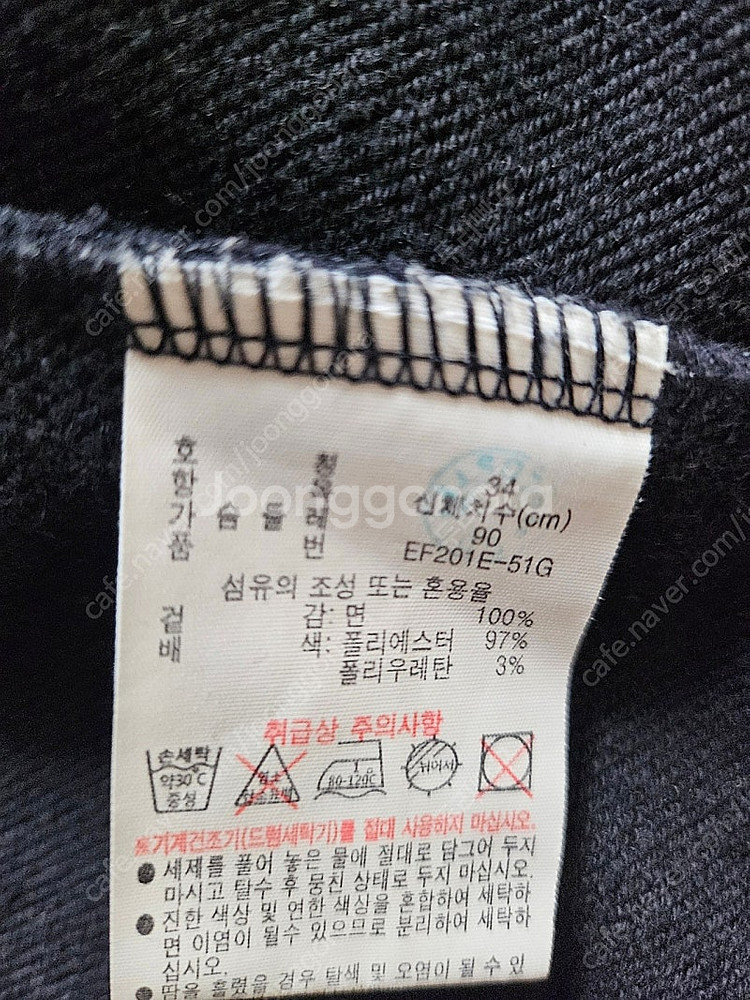 호칭 34
합격 신체치수(cm)
가슴둘레 90
품번 EF201E-51G
섬유의 조성 또는 혼용율
겉감: 면 100%
배색: 폴리에스터 97%
폴리우레탄 3%
취급상 주의사항
손세탁
약30℃
중성
80-120℃
뉘어서
※기계건조기(드럼세탁기)를 절대 사용하지 마십시오.
● 세제를 풀어 놓은 물에 절대로 담그어 두지
마시고 탈수 후 뭉친 상태로 두지 마십시오.
● 진한 색상 및 연한 색상을 혼합하여 세탁하
면 이염이 될수 있으므로 분리하여 세탁하
십시오.
● 땀을 흘렸을 경우 탈색 및 오염이 될 수 있
Joonggonara
cafe.naver.com/joonggonara